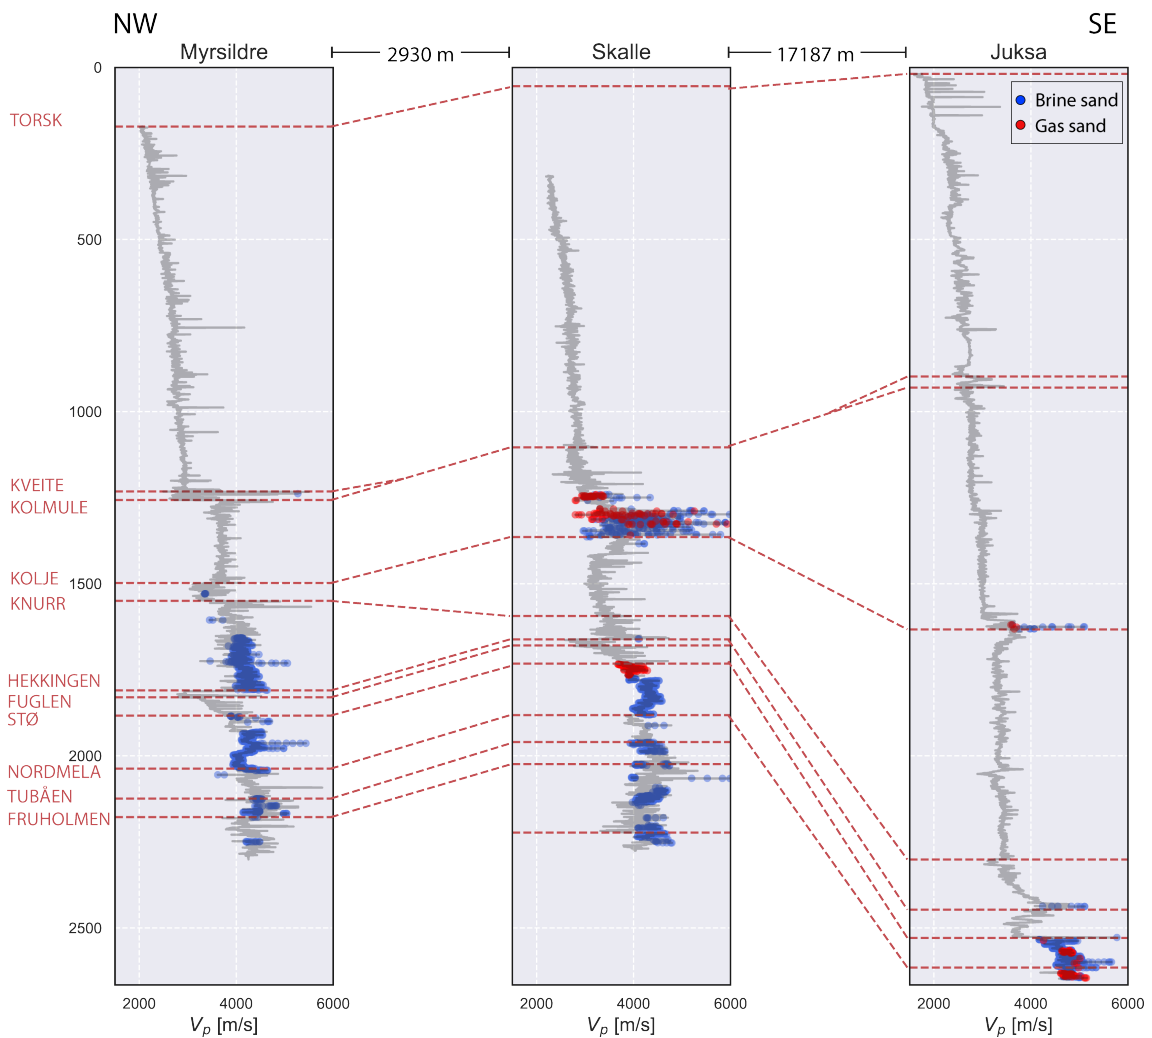 NW
SE
Myrsildre
2930 m
Skalle
17187 m
Juksa
0
500
1000
1500
2000
2500
TORSK
KVEITE
KOLMULE
KOLJE
KNURR
HEKKINGEN
FUGLEN
STØ
NORDMELA
TUBÅEN
FRUHOLMEN
Brine sand
Gas sand
2000 4000 6000
2000 4000 6000
2000 4000 6000
Vp [m/s]
Vp [m/s]
Vp [m/s]